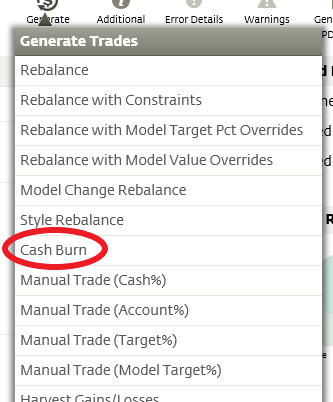 Generate Additional Error Details Warnings Gen
Generate Trades
Rebalance
Rebalance with Constraints
Rebalance with Model Target Pct Overrides
Rebalance with Model Value Overrides
Model Change Rebalance
Style Rebalance
Cash Burn
Manual Trade (Cash%)
Manual Trade (Account%)
Manual Trade (Target%)
Manual Trade (Model Target%)
Harvest Gains/Losses